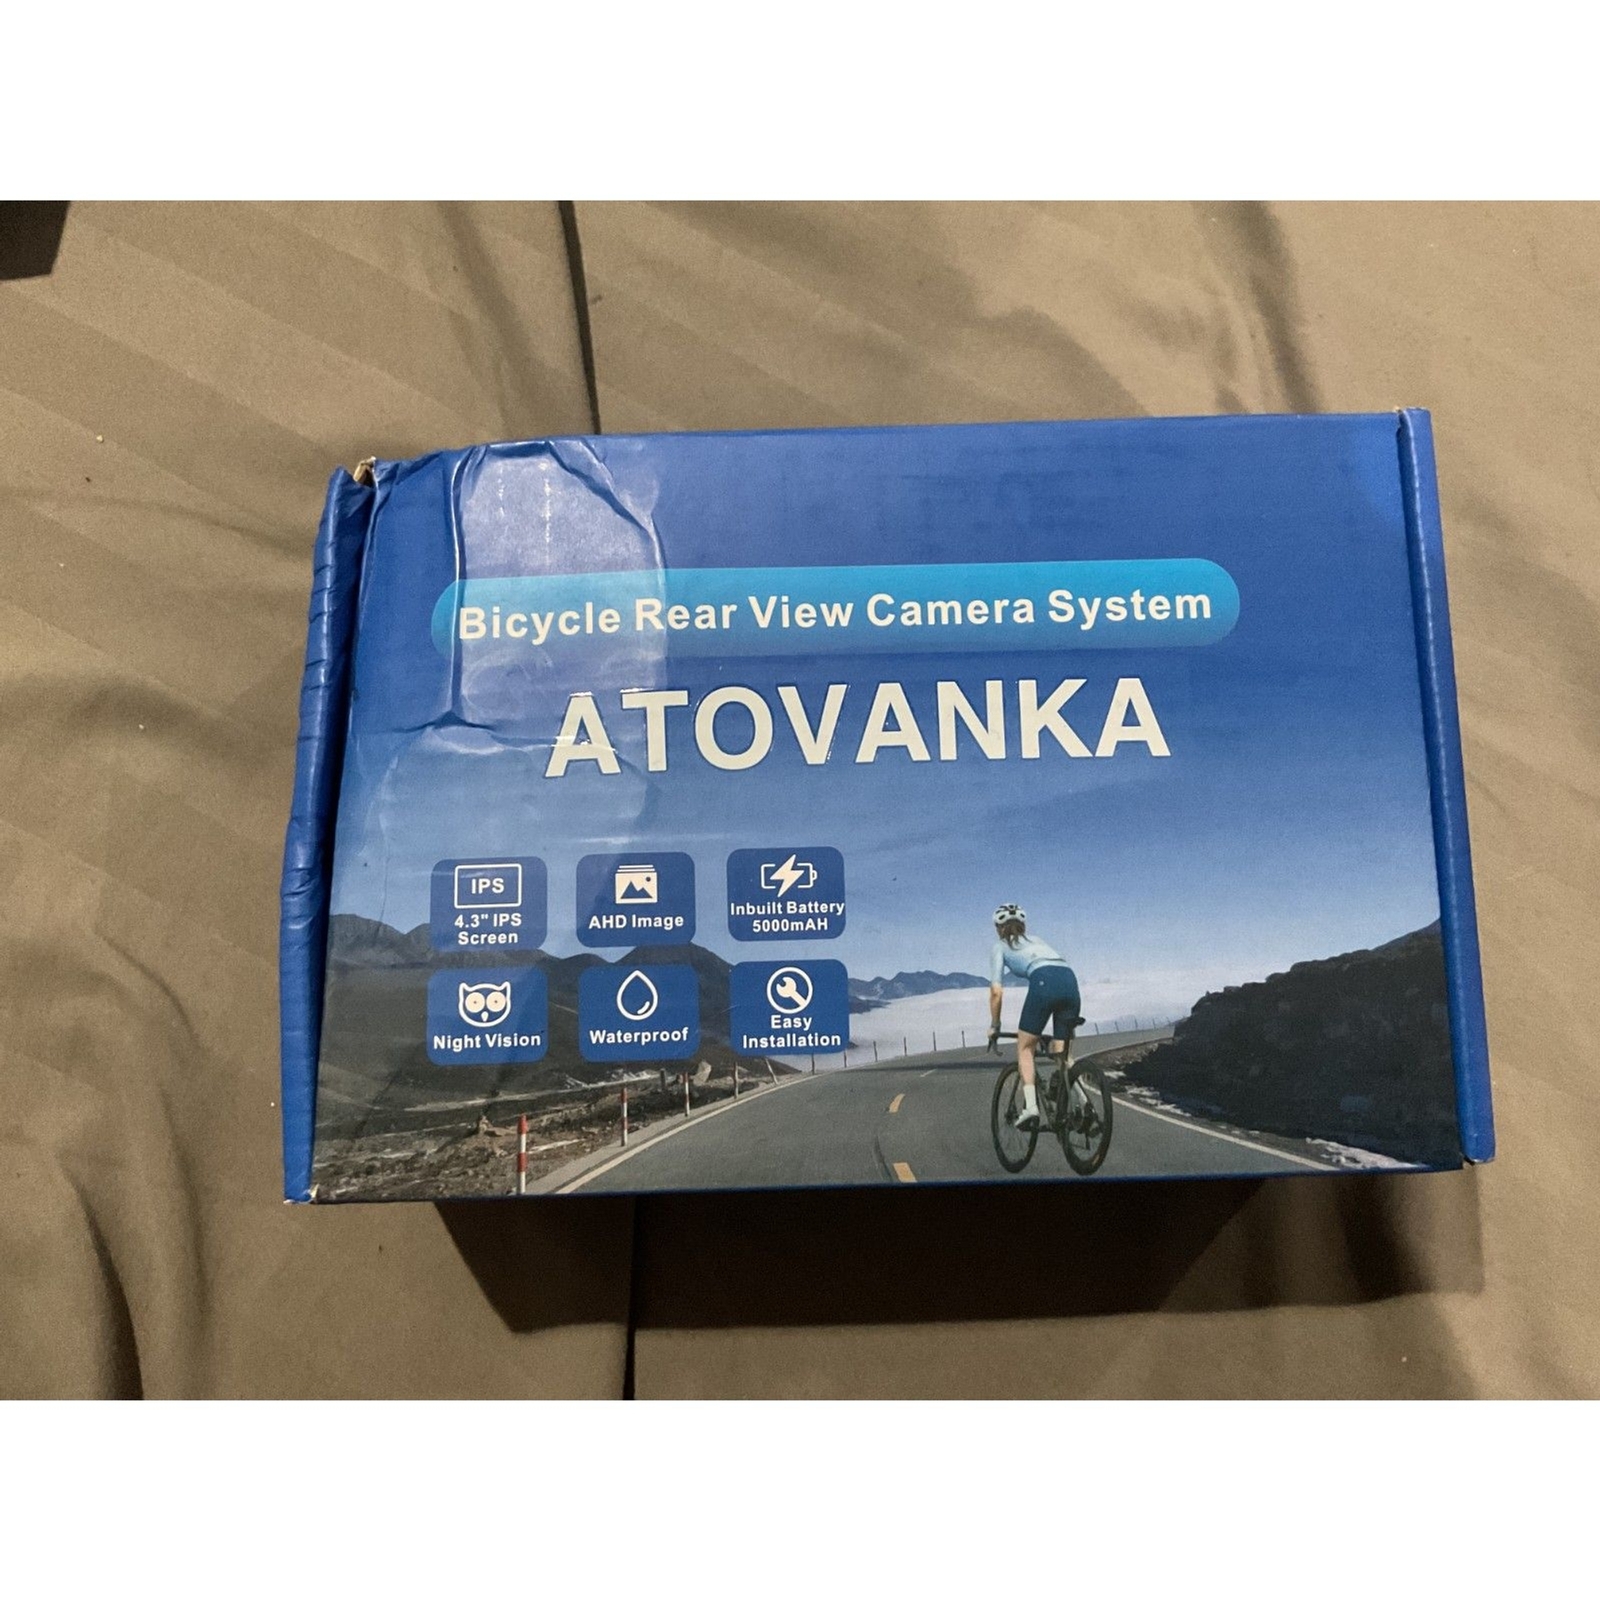 Bicycle Rear View Camera System
ATOVANKA
IPS
4.3" IPS
Screen
AHD Image
Inbuilt Battery
5000mAH
Night Vision
Waterproof
Easy
Installation